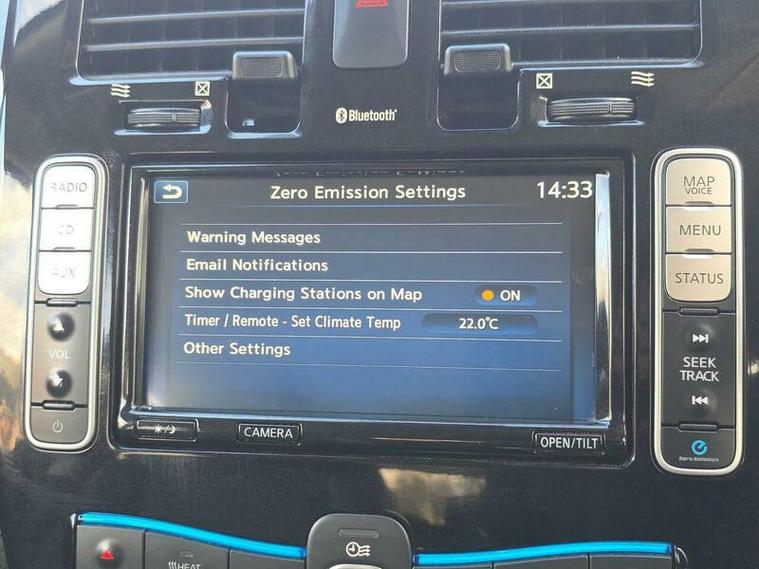 Bluetooth
RADIO
CD
AUX
VOL
Zero Emission Settings
14:33
Warning Messages
Email Notifications
Show Charging Stations on Map
ON
Timer / Remote - Set Climate Temp
22.0°C
Other Settings
MAP
VOICE
MENU
STATUS
SEEK
TRACK
Zero Emission
CAMERA
OPEN/TILT
HEAT